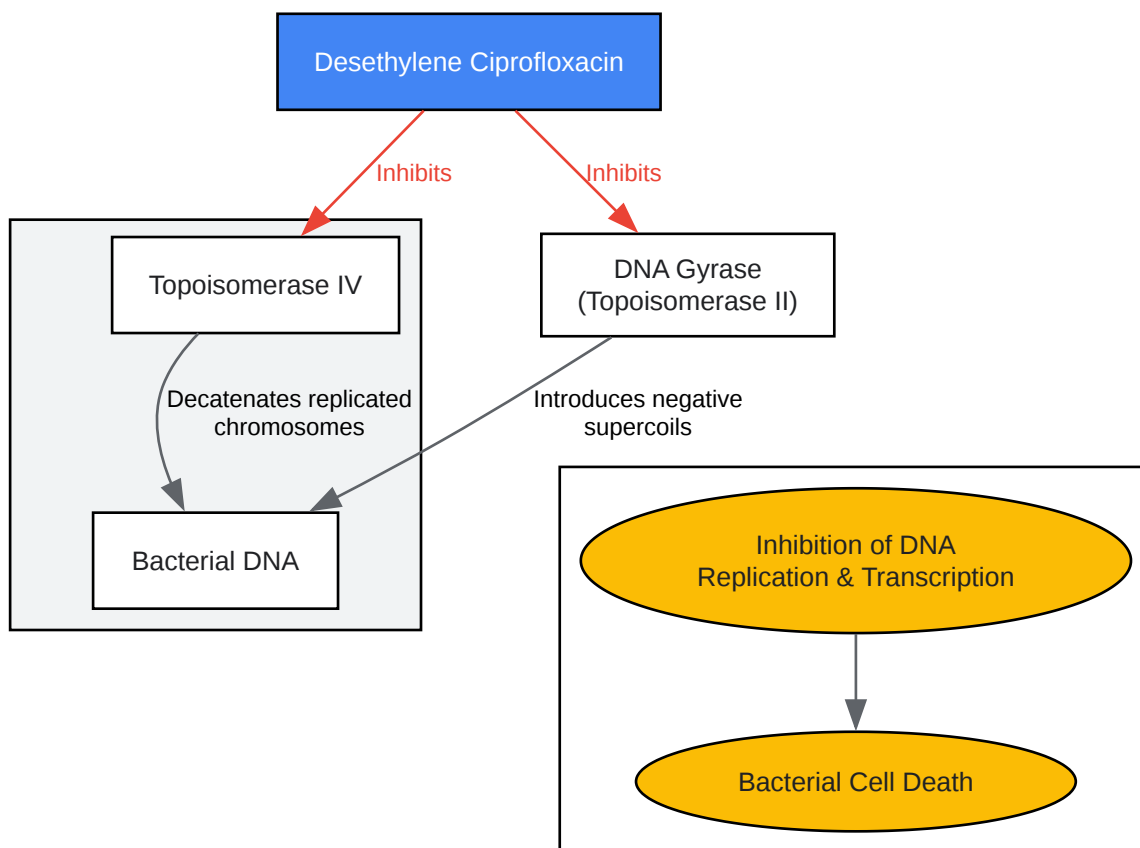 Desethylene Ciprofloxacin
Inhibits
Inhibits
Topoisomerase IV
DNA Gyrase
(Topoisomerase II)
Decatenates replicated
chromosomes
Introduces negative
supercoils
Bacterial DNA
Inhibition of DNA
Replication & Transcription
Bacterial Cell Death